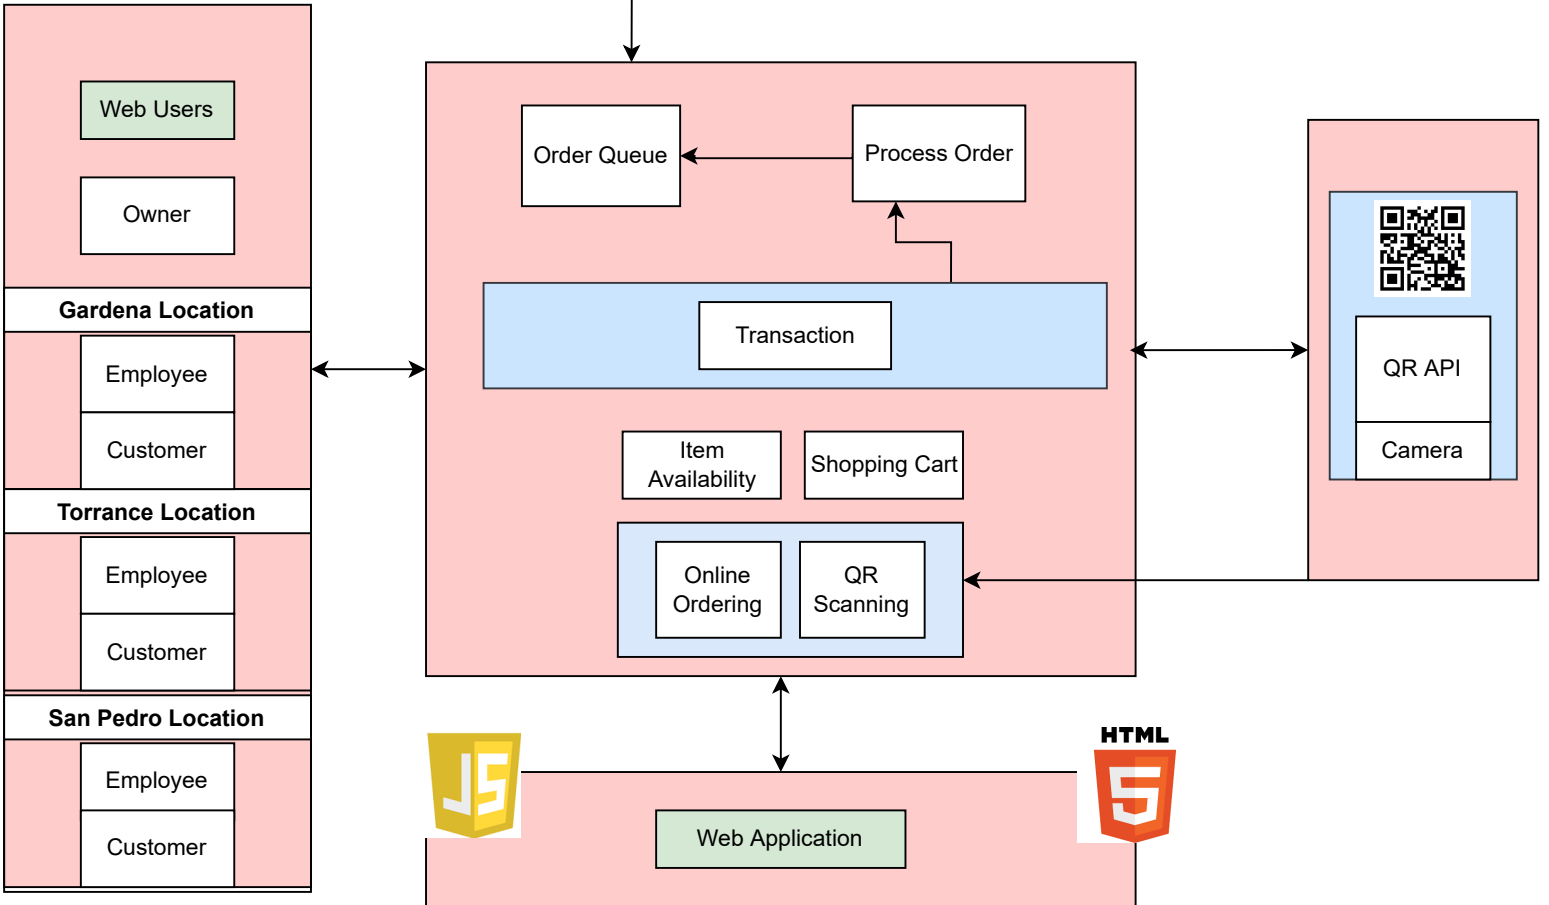 Web Users
Owner
Gardena Location
Employee
Customer
Torrance Location
Employee
Customer
San Pedro Location
Employee
Customer
Order Queue
Process Order
Transaction
Item
Availability
Shopping Cart
Online
Ordering
QR
Scanning
QR API
Camera
JS
HTML
5
Web Application